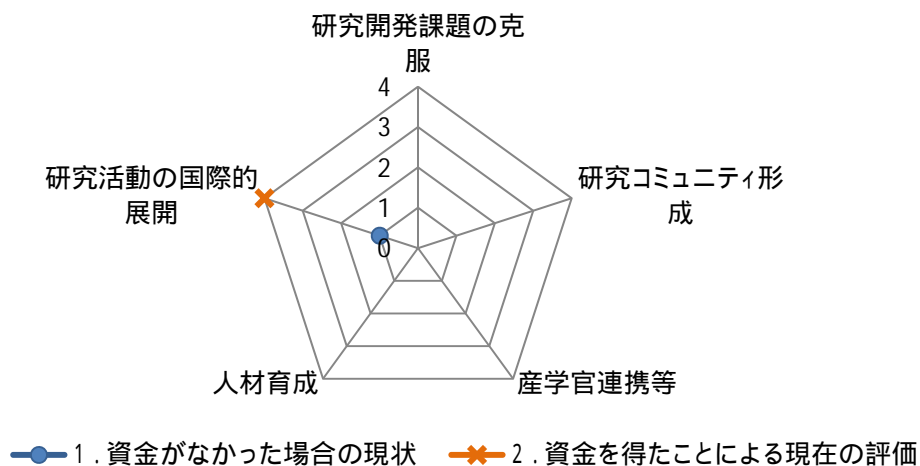 研究開発課題の克
服
4
3
2
1
0
研究活動の国際的
展開
研究コミュニティ形
成
人材育成
産学官連携等
1．資金がなかった場合の現状
2．資金を得たことによる現在の評価